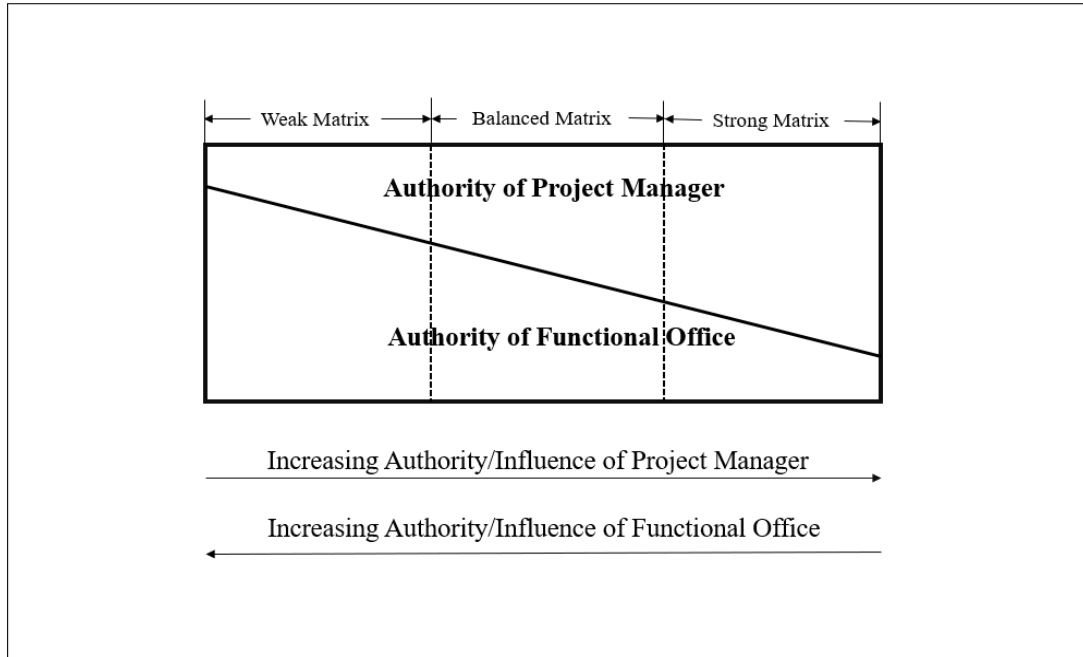 Weak Matrix
Balanced Matrix
Strong Matrix
Authority of Project Manager
Authority of Functional Office
Increasing Authority/Influence of Project Manager
Increasing Authority/Influence of Functional Office